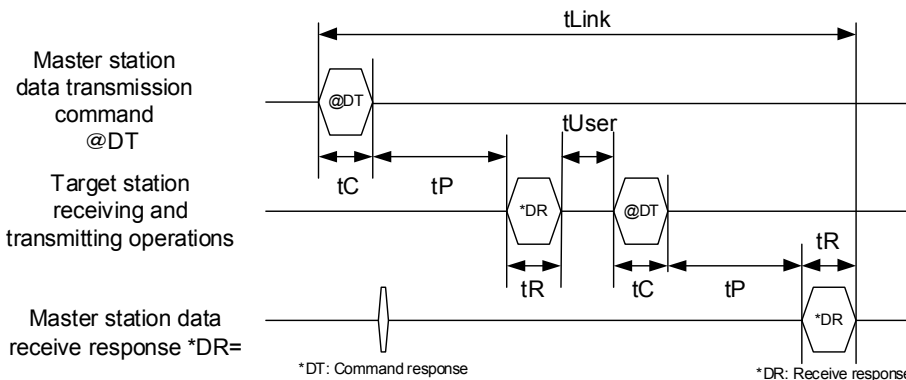 tLink
Master station
data transmission
command
@DT
@DT
tUser
tC
tP
Target station
receiving and
transmitting operations
*DR
@DT
tR
tR
tC
tP
Master station data
receive response *DR=
*DR
*DT: Command response
*DR: Receive response